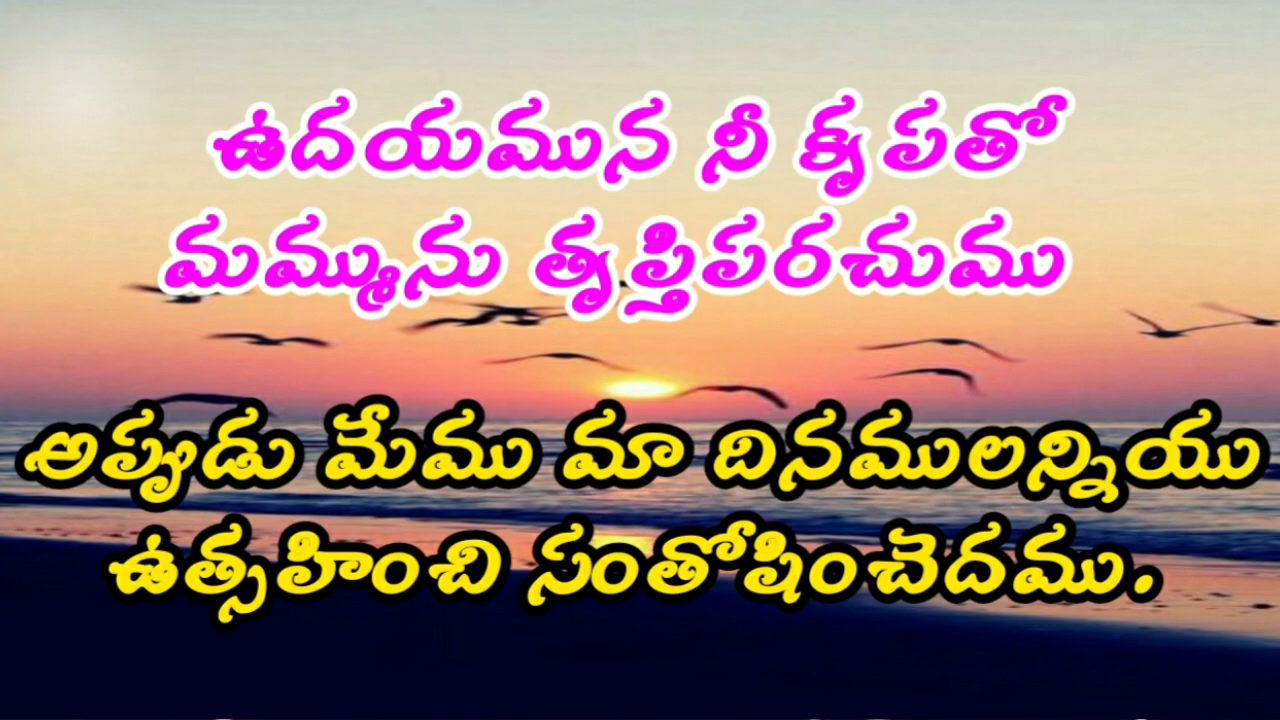 ఉదయమున నీ కృపతో
మమ్మును తృప్తిపరచుము
అప్పుడు మేము మా దినములన్నియు
ఉత్సహించి సంతోషించెదము.